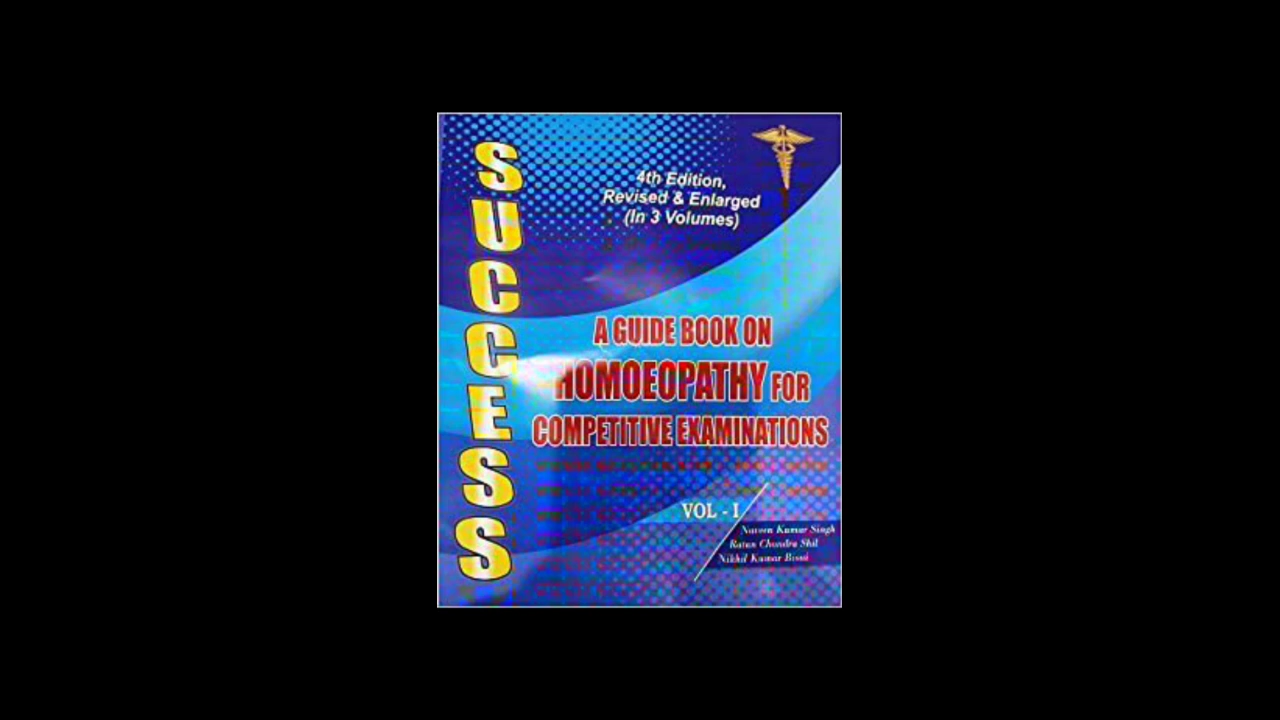 SUCCESS
4th Edition,
Revised & Enlarged
(In 3 Volumes)
A GUIDE BOOK ON
HOMOEOPATHY FOR
COMPETITIVE EXAMINATIONS
VOL - I
Naveen Kumar Singh
Ratan Chandra Shil
Nikhil Kumar